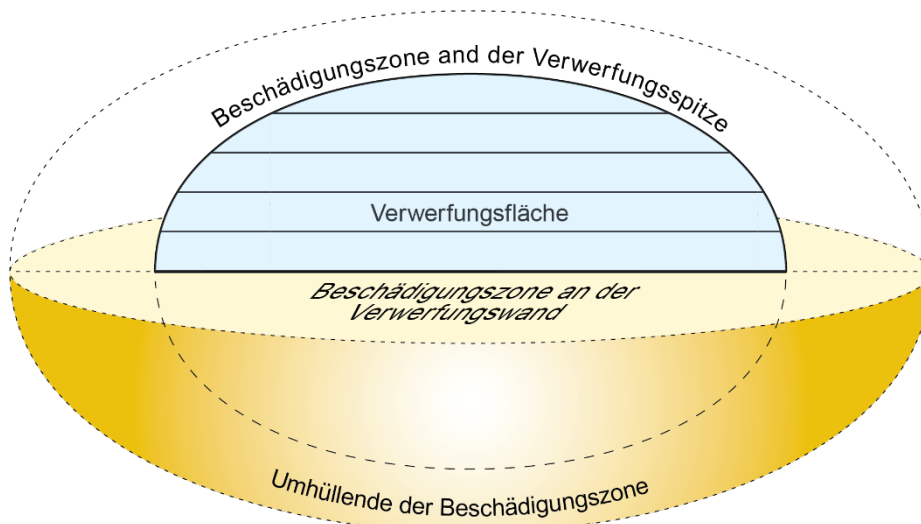 Beschädigungszone and der Verwerfungsspitze
Verwerfungsfläche
Beschädigungszone an der
Verwerfungswand
Umhüllende der Beschädigungszone